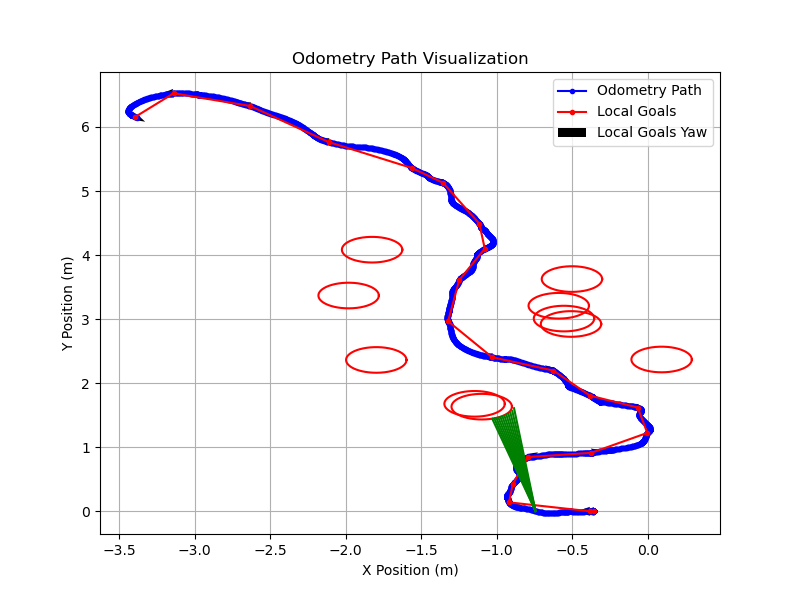 Odometry Path Visualization
Odometry Path
Local Goals
Local Goals Yaw
Y Position (m)
6
5
4
3
2
1
0
−3.5 −3.0 −2.5 −2.0 −1.5 −1.0 −0.5 0.0
X Position (m)